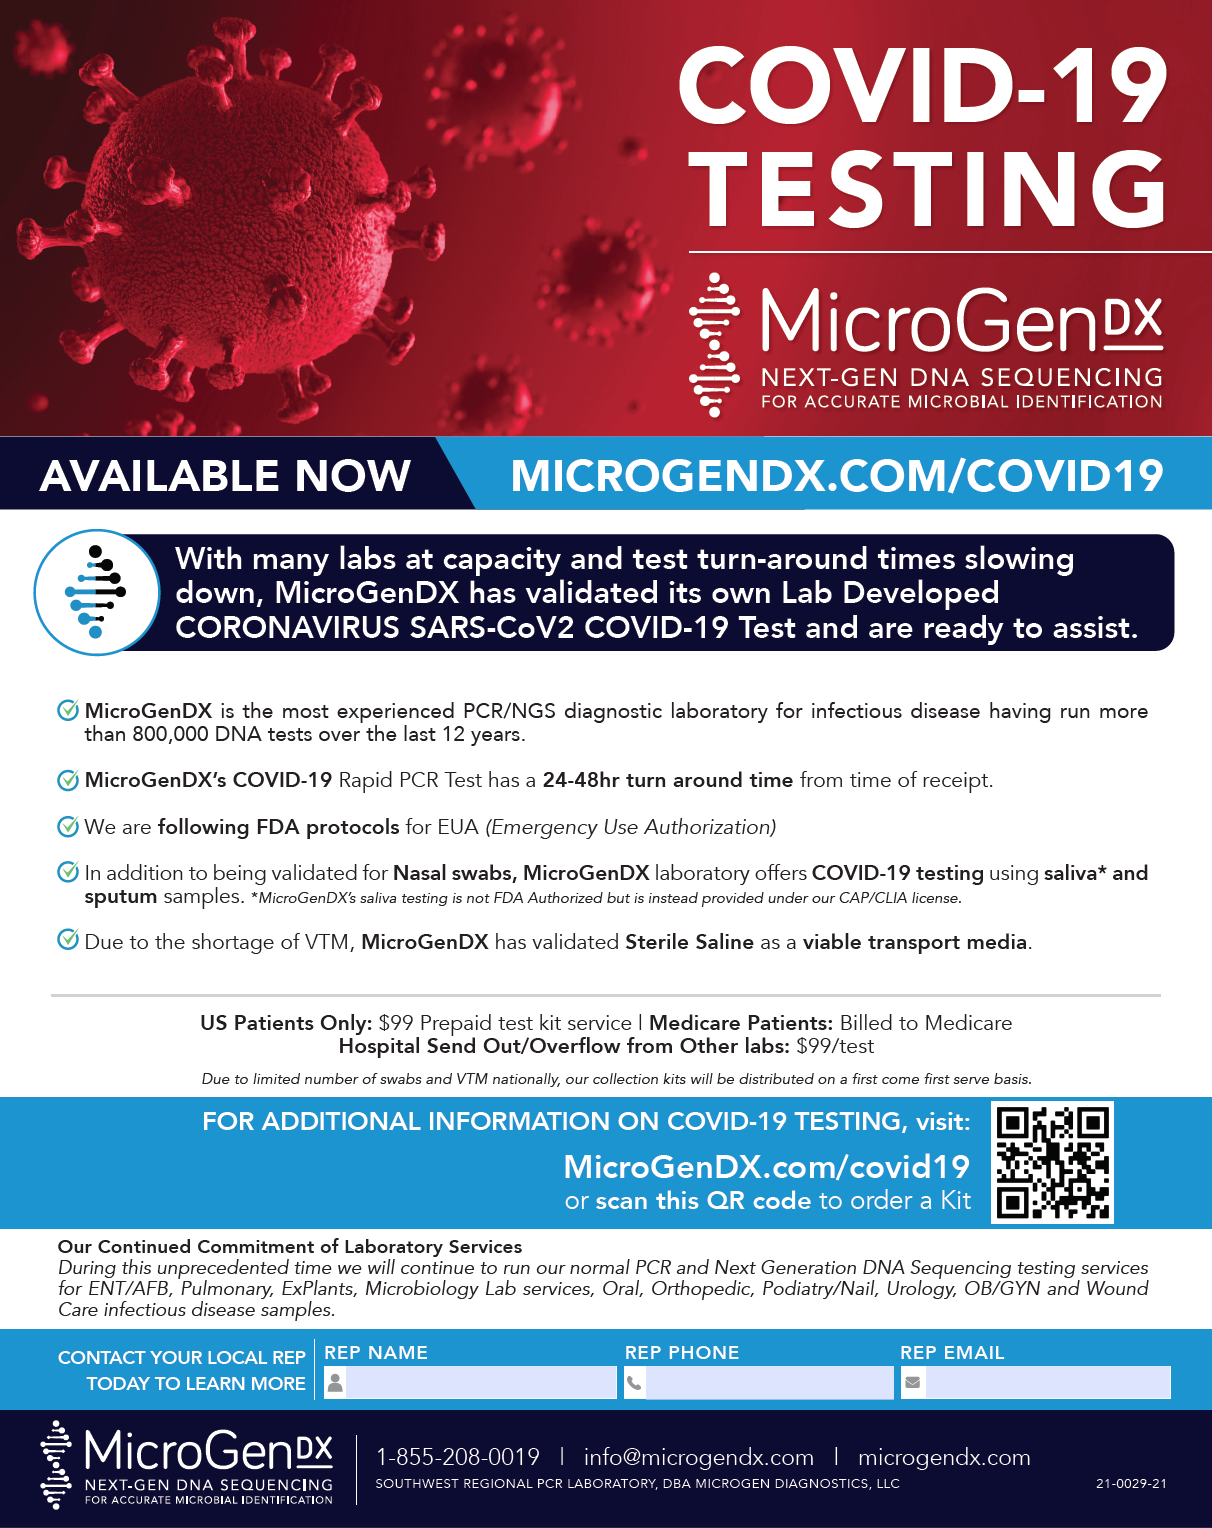 COVID-19
TESTING
MicroGenDX
NEXT-GEN DNA SEQUENCING
FOR ACCURATE MICROBIAL IDENTIFICATION
AVAILABLE NOW
MICROGENDX.COM/COVID19
With many labs at capacity and test turn-around times slowing
down, MicroGenDX has validated its own Lab Developed
CORONAVIRUS SARS-CoV2 COVID-19 Test and are ready to assist.
MicroGenDX is the most experienced PCR/NGS diagnostic laboratory for infectious disease having run more
than 800,000 DNA tests over the last 12 years.
MicroGenDX's COVID-19 Rapid PCR Test has a 24-48hr turn around time from time of receipt.
We are following FDA protocols for EUA (Emergency Use Authorization)
In addition to being validated for Nasal swabs, MicroGenDX laboratory offers COVID-19 testing using saliva* and
sputum samples. *MicroGenDX's saliva testing is not FDA Authorized but is instead provided under our CAP/CLIA license.
Due to the shortage of VTM, MicroGenDX has validated Sterile Saline as a viable transport media.
US Patients Only: $99 Prepaid test kit service | Medicare Patients: Billed to Medicare
Hospital Send Out/Overflow from Other labs: $99/test
Due to limited number of swabs and VTM nationally, our collection kits will be distributed on a first come first serve basis.
FOR ADDITIONAL INFORMATION ON COVID-19 TESTING, visit:
MicroGenDX.com/covid19
or scan this QR code to order a Kit
Our Continued Commitment of Laboratory Services
During this unprecedented time we will continue to run our normal PCR and Next Generation DNA Sequencing testing services
for ENT/AFB, Pulmonary, ExPlants, Microbiology Lab services, Oral, Orthopedic, Podiatry/Nail, Urology, OB/GYN and Wound
Care infectious disease samples.
CONTACT YOUR LOCAL REP
TODAY TO LEARN MORE
REP NAME
REP PHONE
REP EMAIL
MicroGenDX
NEXT-GEN DNA SEQUENCING
FOR ACCURATE MICROBIAL IDENTIFICATION
1-855-208-0019 | info@microgendx.com | microgendx.com
SOUTHWEST REGIONAL PCR LABORATORY, DBA MICROGEN DIAGNOSTICS, LLC
21-0029-21